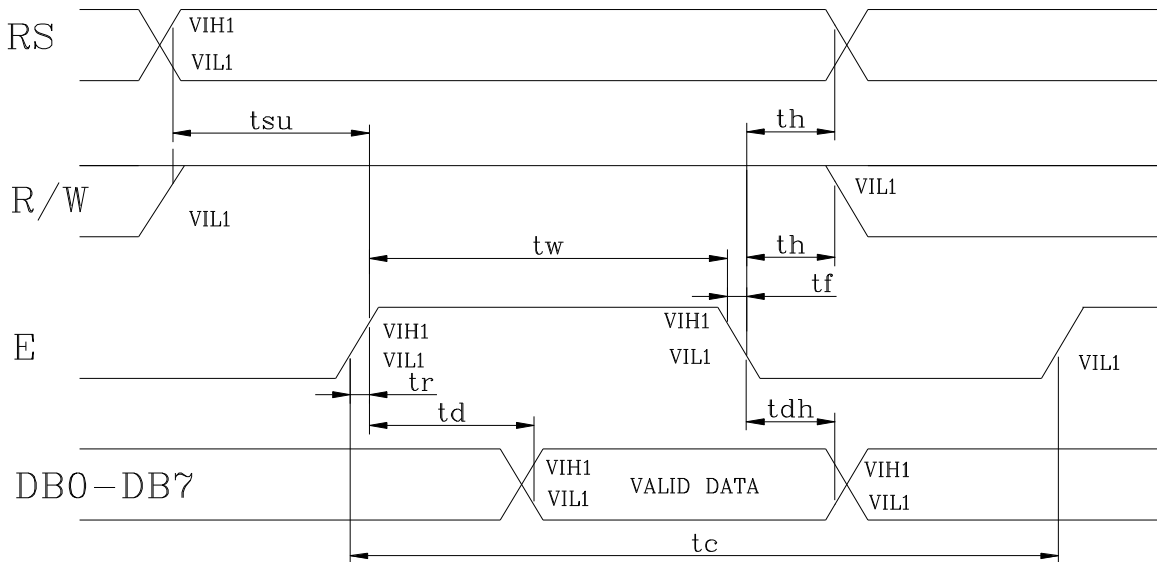 RS
VIH1
VIL1
tsu
th
R/W
VIL1
VIL1
tw
th
tf
E
VIH1
VIL1
VIH1
VIL1
VIL1
tr
td
tdh
DB0-DB7
VIH1
VIL1
VALID DATA
VIH1
VIL1
tc